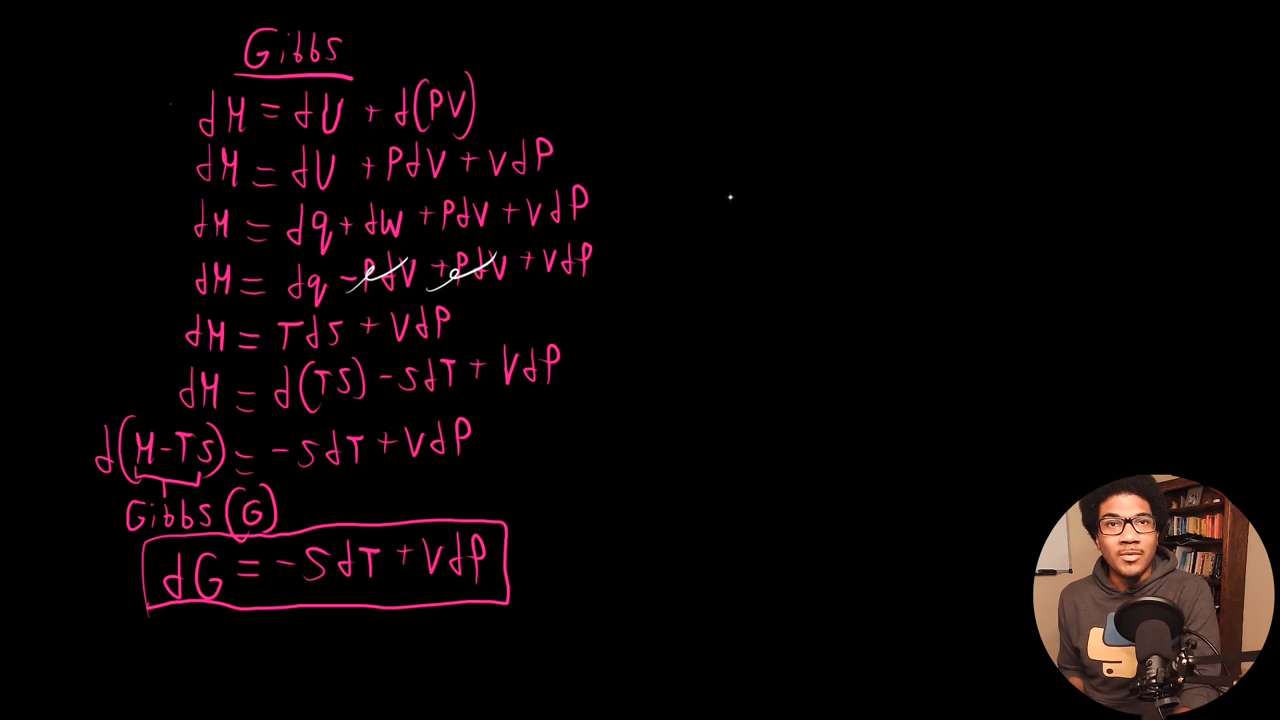 Gibbs
dH = dU + d(PV)
dH = dU + PdV + VdP
dH = dq + dw + PdV + VdP
dH = dq - PdV + PdV + VdP
dH = TdS + VdP
dH = d(TS) - SdT + VdP
d(H-TS) = -SdT + VdP
Gibbs (G)
dG = -SdT + VdP